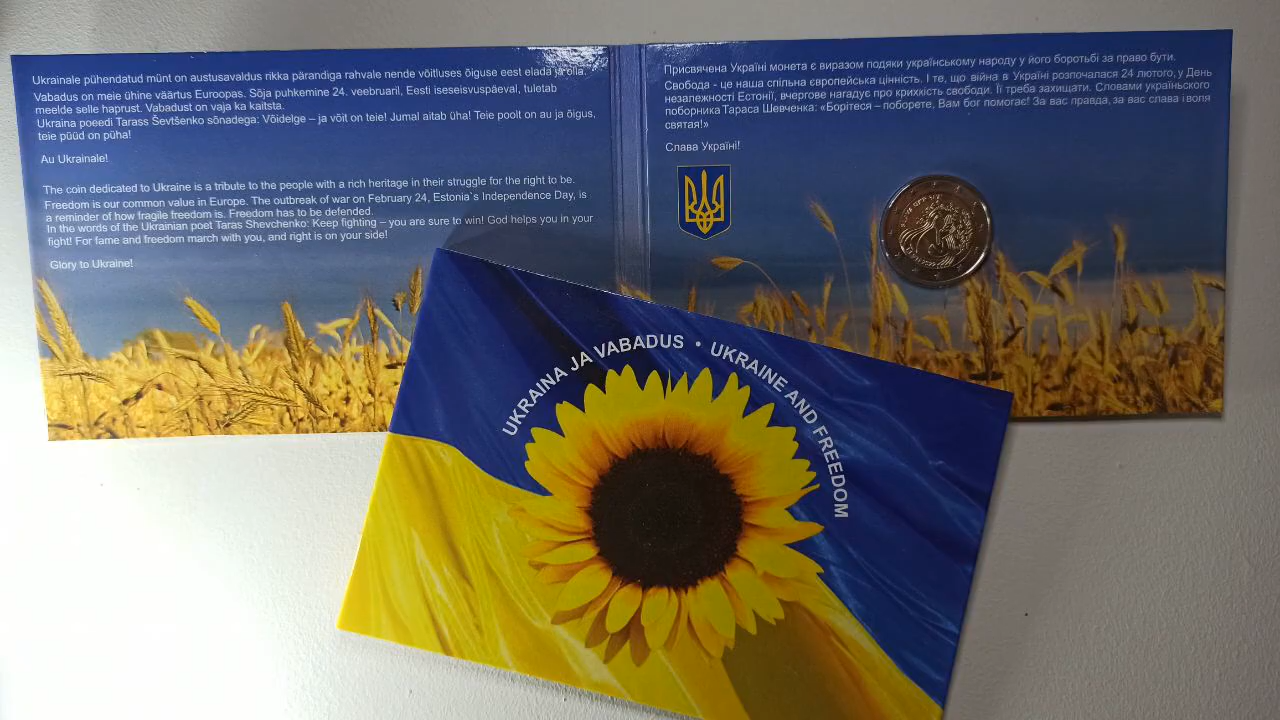 Ukrainale pühendatud münt on austusavaldus rikka pärandiga rahvale nende võitluses õiguse eest elada ja olla.
Vabadus on meie ühine väärtus Euroopas. Sõja puhkemine 24. veebruaril, Eesti iseseisvuspäeval, tuletab
meelde selle haprust. Vabadust on vaja ka kaitsta.
Ukraina poeedi Tarass Ševtšenko sõnadega: Võidelge – ja võit on teie! Jumal aitab üha! Teie poolt on au ja õigus,
teie püüd on püha!
Au Ukrainale!
The coin dedicated to Ukraine is a tribute to the people with a rich heritage in their struggle for the right to be.
Freedom is our common value in Europe. The outbreak of war on February 24, Estonia`s Independence Day, is
a reminder of how fragile freedom is. Freedom has to be defended.
In the words of the Ukrainian poet Taras Shevchenko: Keep fighting – you are sure to win! God helps you in your
fight! For fame and freedom march with you, and right is on your side!
Glory to Ukraine!
Присвячена Україні монета є виразом подяки українському народу у його боротьбі за право бути.
Свобода - це наша спільна європейська цінність. І те, що війна в Україні розпочалася 24 лютого, у День
незалежності Естонії, вчергове нагадує про крихкість свободи. Її треба захищати. Словами українського
поборника Тараса Шевченка: «Борітеся – поборете, Вам бог помогає! За вас правда, за вас слава і воля
святая!»
Слава Україні!
UKRAINA JA VABADUS • UKRAINE AND FREEDOM